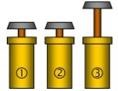 ① ② ③